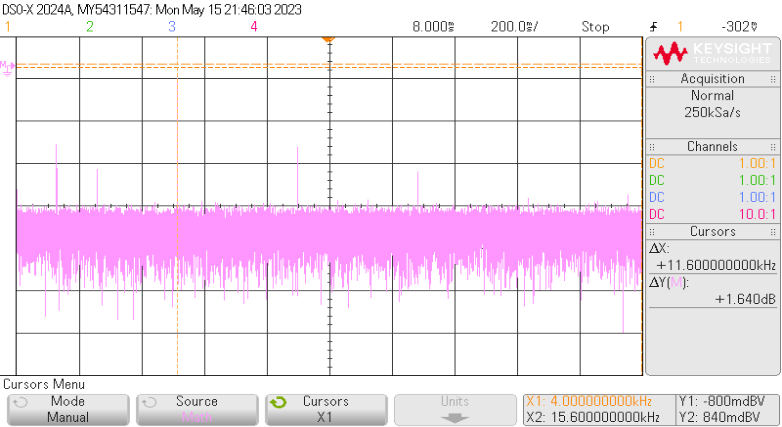 DSO-X 2024A, MY54311547: Mon May 15 21:46:03 2023
1 2 3 4 8.000s 200.0s/ Stop 1 -302V
KEYSIGHT
TECHNOLOGIES
Acquisition
Normal
250kSa/s
Channels
DC 1.00:1
DC 1.00:1
DC 1.00:1
DC 10.0:1
Cursors
ΔX:
+11.600000000kHz
ΔY(M):
+1.640dB
M
Cursors Menu
Mode
Manual
Source
Math
Cursors
X1
Units
X1: 4.000000000kHz
X2: 15.600000000kHz
Y1: -800mdBV
Y2: 840mdBV